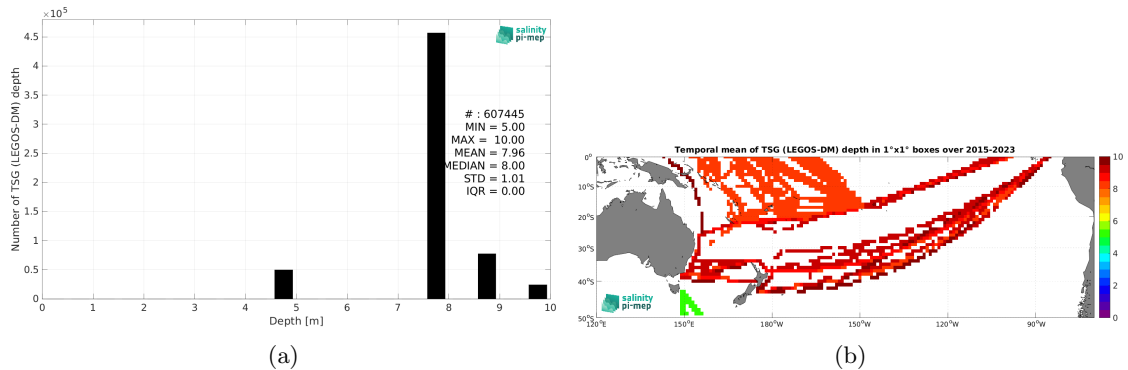 ×10⁵
4.5
4
3.5
3
2.5
2
1.5
1
0.5
0
Number of TSG (LEGOS-DM) depth
salinity
pi-mep
# : 607445
MIN = 5.00
MAX = 10.00
MEAN = 7.96
MEDIAN = 8.00
STD = 1.01
IQR = 0.00
0 1 2 3 4 5 6 7 8 9 10
Depth [m]
(a)
Temporal mean of TSG (LEGOS-DM) depth in 1°x1° boxes over 2015-2023
0°
10°S
20°S
30°S
40°S
50°S
salinity
pi-mep
120°E 150°E 180°W 150°W 120°W 90°W
10
8
6
4
2
0
(b)